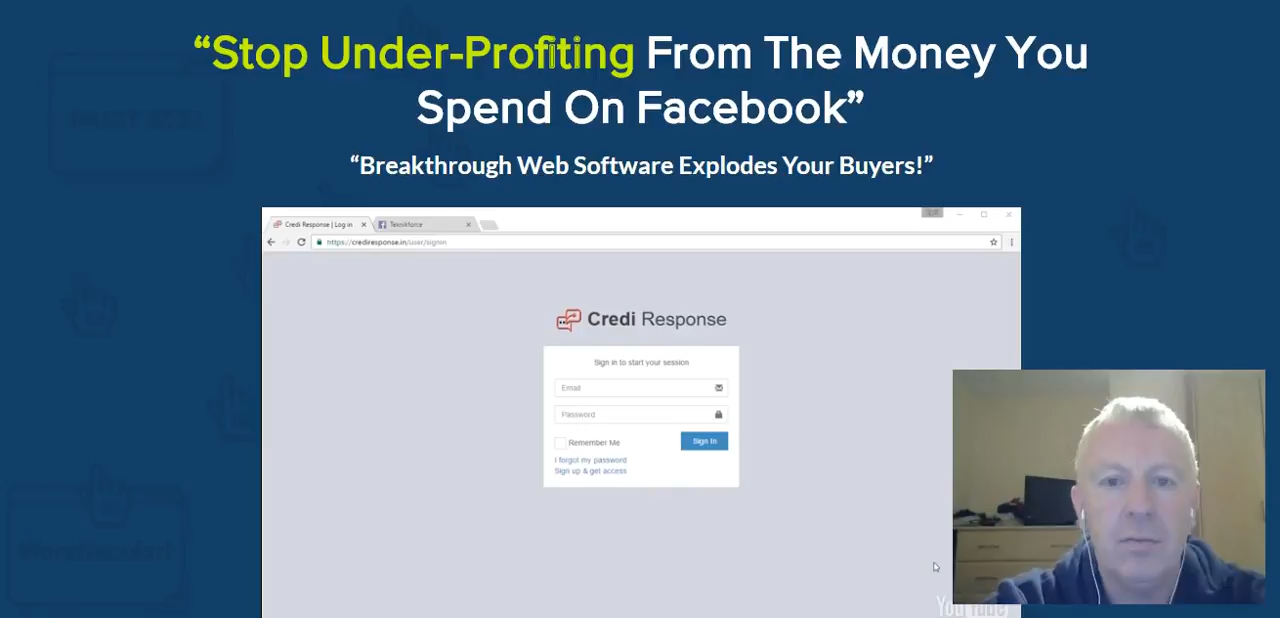 “Stop Under-Profiting From The Money You
Spend On Facebook”
“Breakthrough Web Software Explodes Your Buyers!”
Credi Response | Log in
Teknikforce
https://crediresponse.in/user/signin
Credi Response
Sign in to start your session
Email
Password
Remember Me
Sign In
I forgot my password
Sign up & get access
YouTube